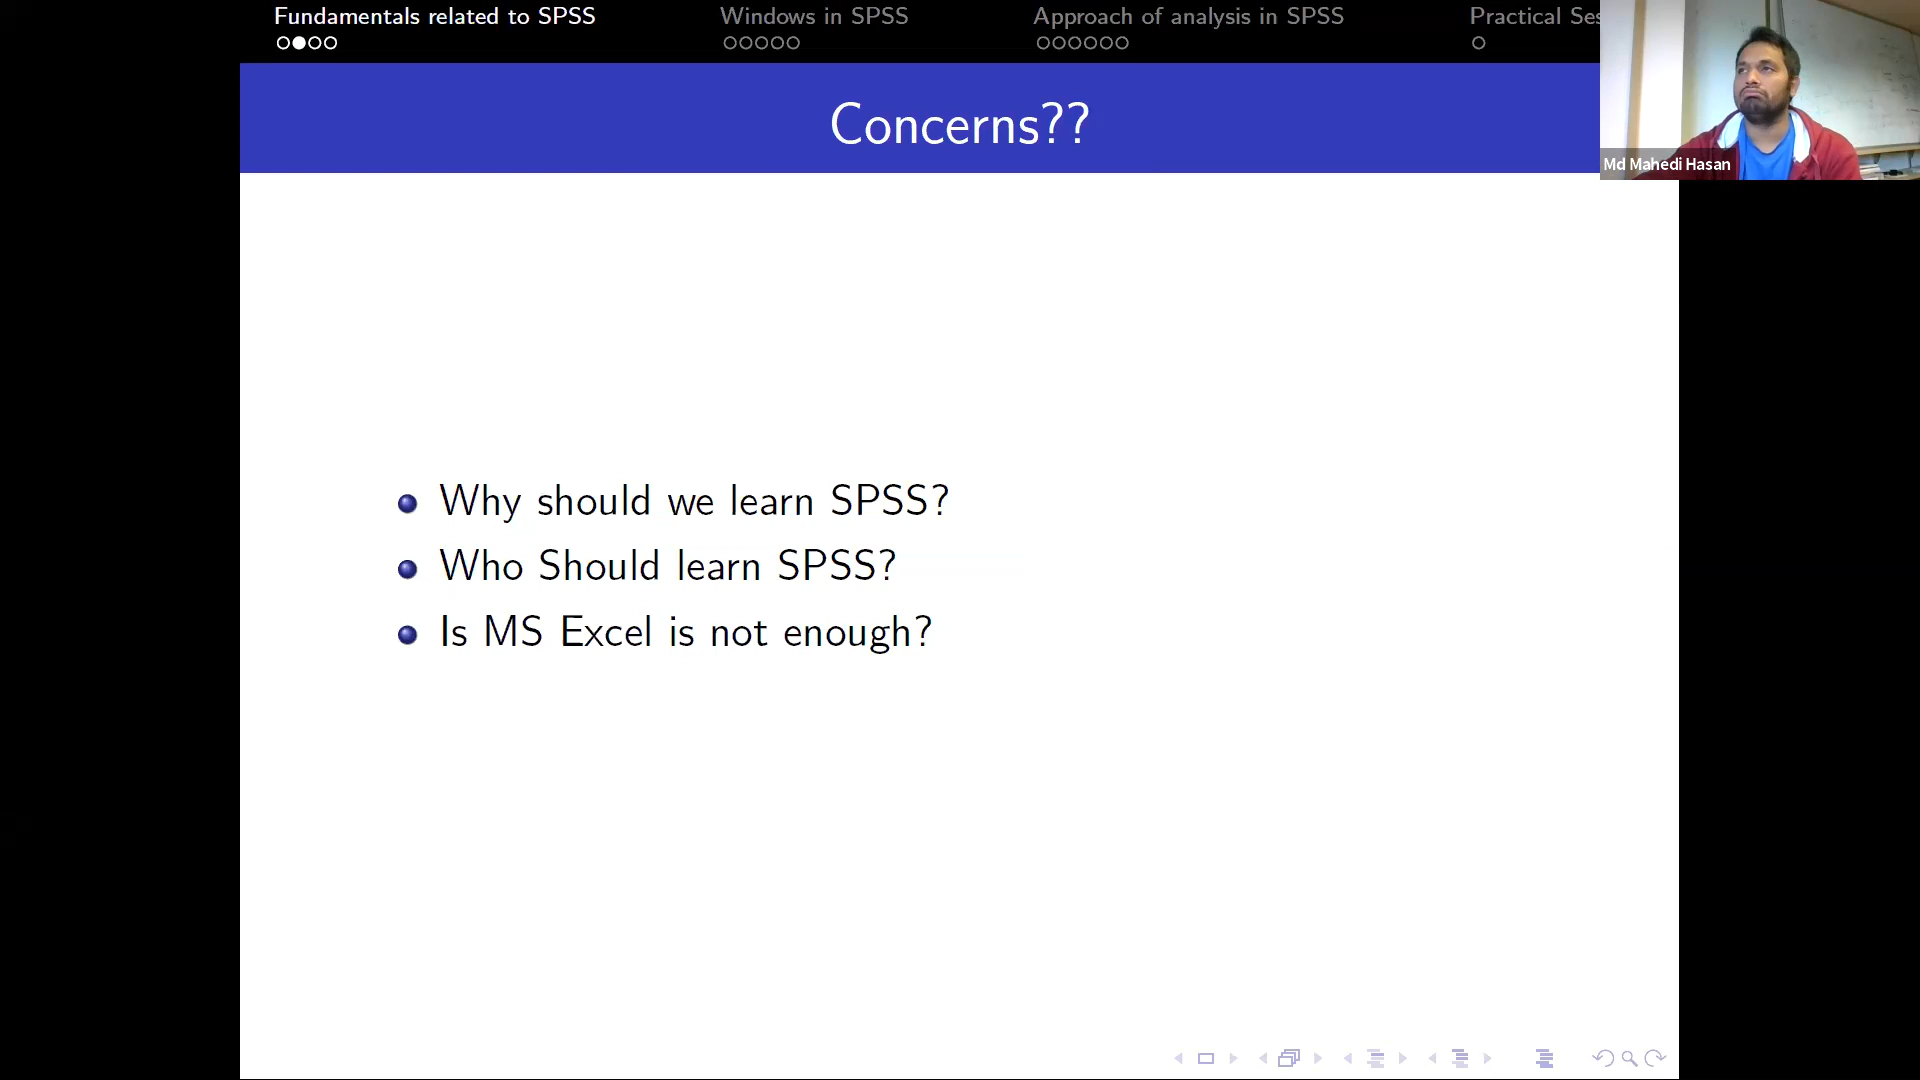 Fundamentals related to SPSS
Windows in SPSS
Approach of analysis in SPSS
Practical
Md Mahedi Hasan
Concerns??
Why should we learn SPSS?
Who Should learn SPSS?
Is MS Excel is not enough?